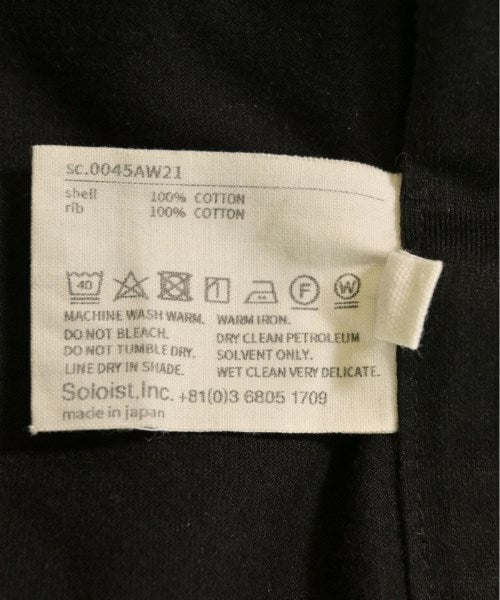 sc.0045AW21
shell 100% COTTON
rib 100% COTTON
40 F W
MACHINE WASH WARM. WARM IRON.
DO NOT BLEACH. DRY CLEAN PETROLEUM
DO NOT TUMBLE DRY. SOLVENT ONLY.
LINE DRY IN SHADE. WET CLEAN VERY DELICATE.
Soloist,Inc. +81(0)3 6805 1709
made in japan